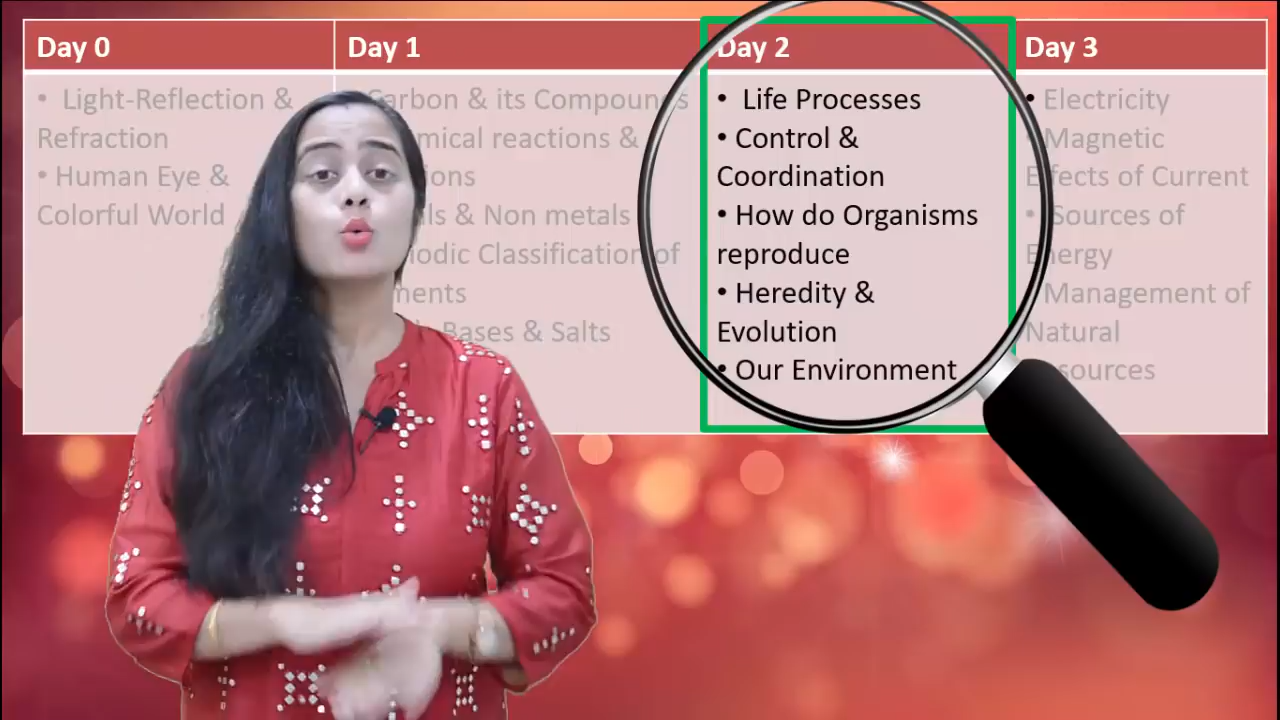 Day 0
• Light-Reflection &
Refraction
• Human Eye &
Colorful World
Day 1
Carbon & its Compounds
&
& Non metals
Classification of
Bases & Salts
Day 2
• Life Processes
• Control &
Coordination
• How do Organisms
reproduce
• Heredity &
Evolution
• Our Environment
Day 3
• Electricity
• Magnetic
Effects of Current
• Sources of
Energy
• Management of
Natural